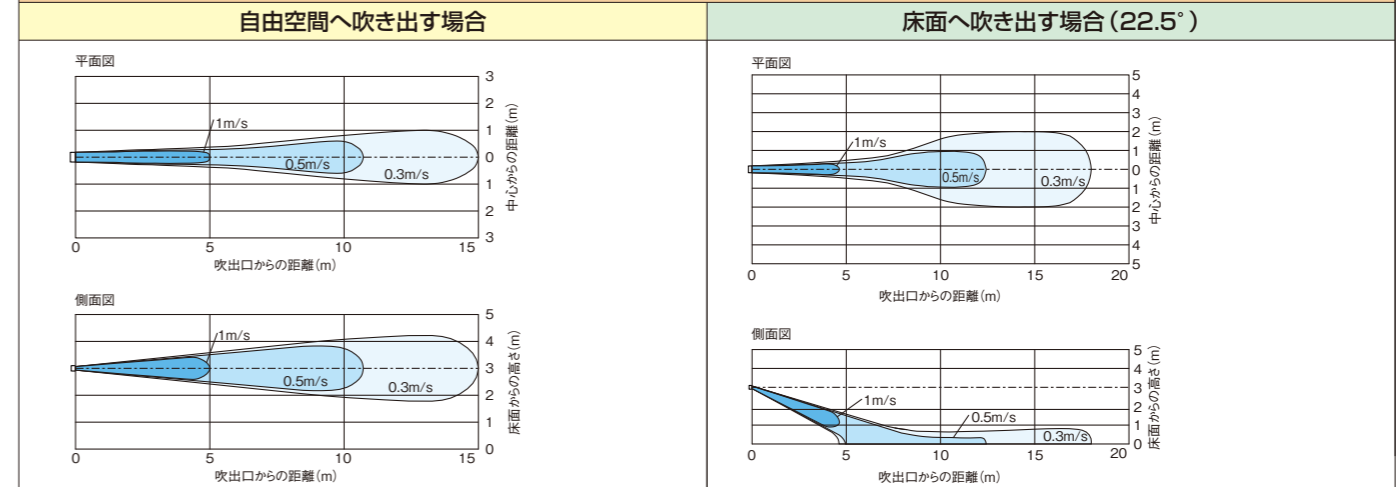 自由空間へ吹き出す場合
平面図
3
2
1
0
1
2
3
中心からの距離(m)
1m/s
0.5m/s
0.3m/s
0 5 10 15
吹出口からの距離(m)
側面図
5
4
3
2
1
0
床面からの高さ(m)
1m/s
0.5m/s
0.3m/s
0 5 10 15
吹出口からの距離(m)
床面へ吹き出す場合(22.5°)
平面図
5
4
3
2
1
0
1
2
3
4
5
中心からの距離(m)
1m/s
0.5m/s
0.3m/s
0 5 10 15 20
吹出口からの距離(m)
側面図
5
4
3
2
1
0
床面からの高さ(m)
1m/s
0.5m/s
0.3m/s
0 5 10 15 20
吹出口からの距離(m)